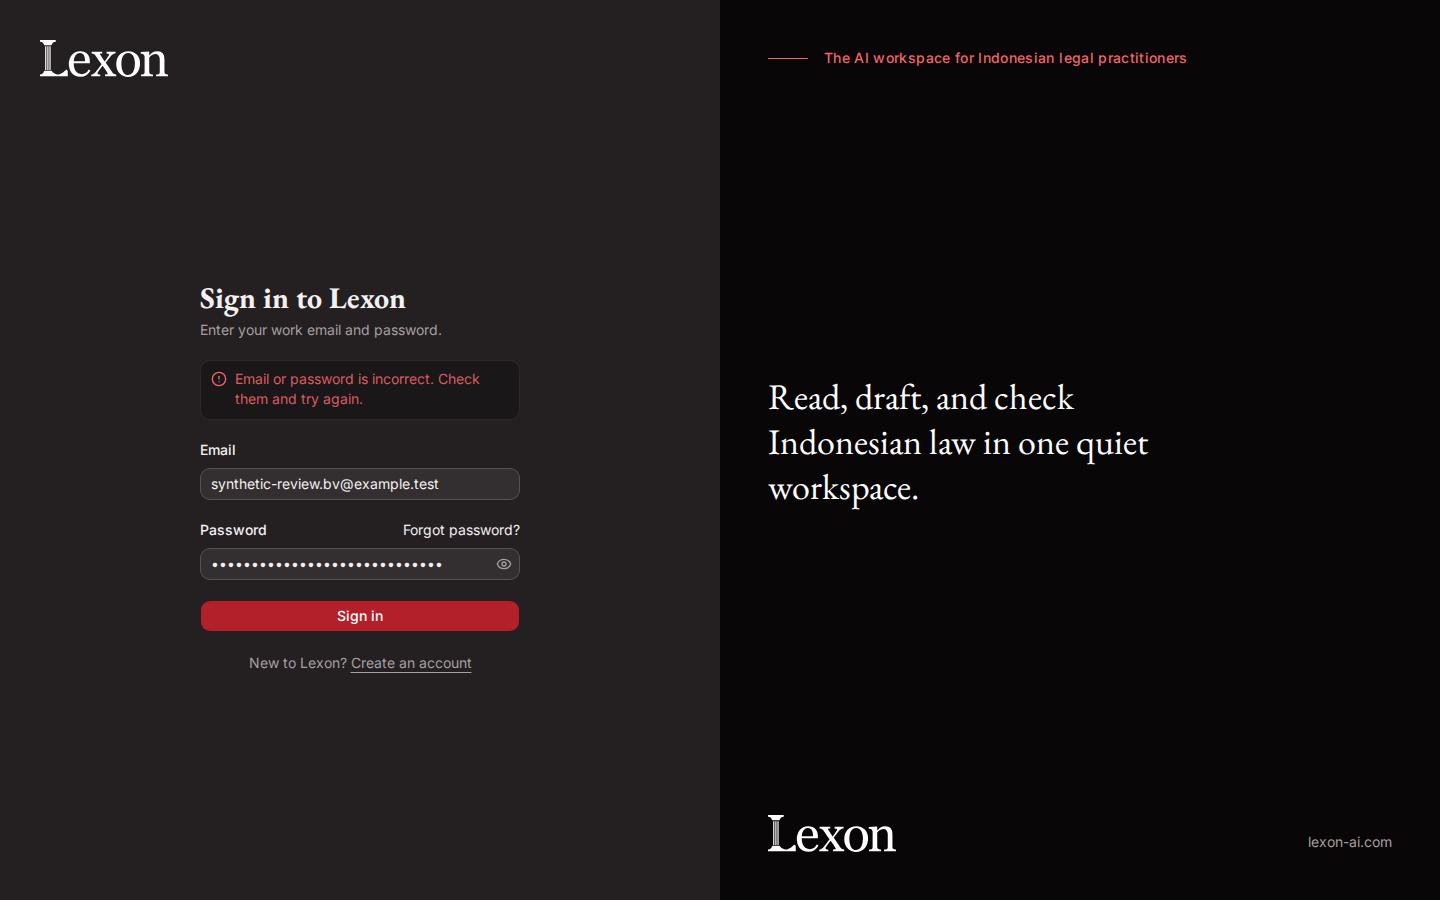 Lexon
Sign in to Lexon
Enter your work email and password.
Email or password is incorrect. Check
them and try again.
Email
synthetic-review.bv@example.test
Password
Forgot password?
•••••••••••••••••••••••••••••
Sign in
New to Lexon? Create an account
The AI workspace for Indonesian legal practitioners
Read, draft, and check
Indonesian law in one quiet
workspace.
Lexon
lexon-ai.com